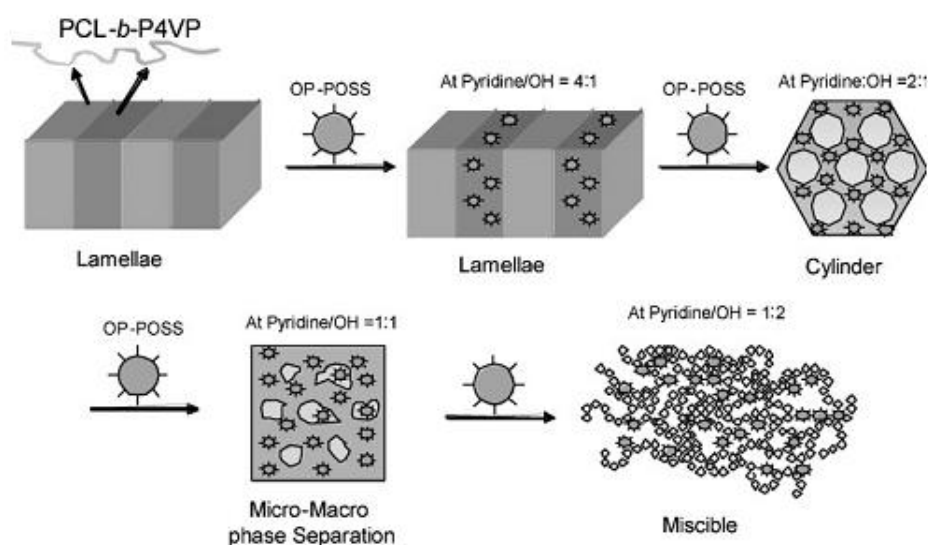 PCL-b-P4VP
OP-POSS
At Pyridine/OH = 4:1
OP-POSS
At Pyridine:OH =2:1
Lamellae
Lamellae
Cylinder
OP-POSS
At Pyridine/OH =1:1
At Pyridine/OH = 1:2
Micro-Macro
phase Separation
Miscible